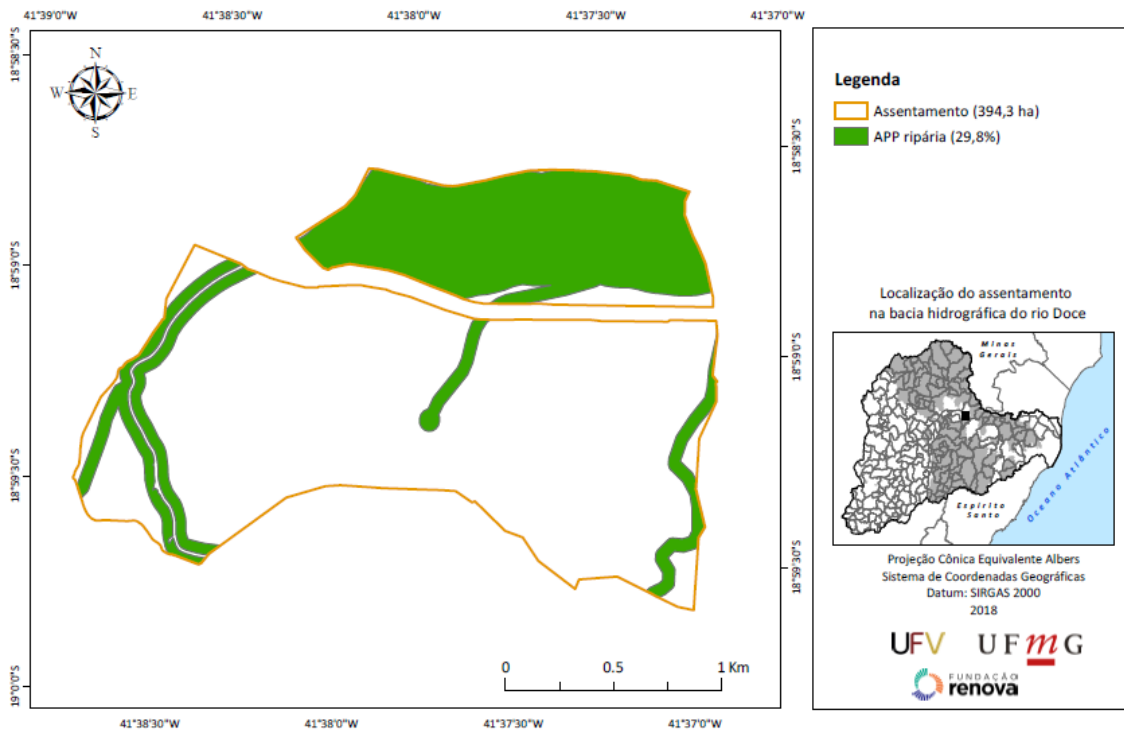 41°39'0"W 41°38'30"W 41°38'0"W 41°37'30"W 41°37'0"W
18°58'30"S
18°59'0"S
18°59'30"S
19°0'0"S
N
W E
S
18°58'30"S
18°59'0"S
18°59'30"S
0 0.5 1 Km
41°38'30"W 41°38'0"W 41°37'30"W 41°37'0"W
Legenda
Assentamento (394,3 ha)
APP ripária (29,8%)
Localização do assentamento
na bacia hidrográfica do rio Doce
Minas
Gerais
Espírito
Santo
Oceano Atlântico
Projeção Cônica Equivalente Albers
Sistema de Coordenadas Geográficas
Datum: SIRGAS 2000
2018
UFV UFmG
FUNDAÇÃO
renova